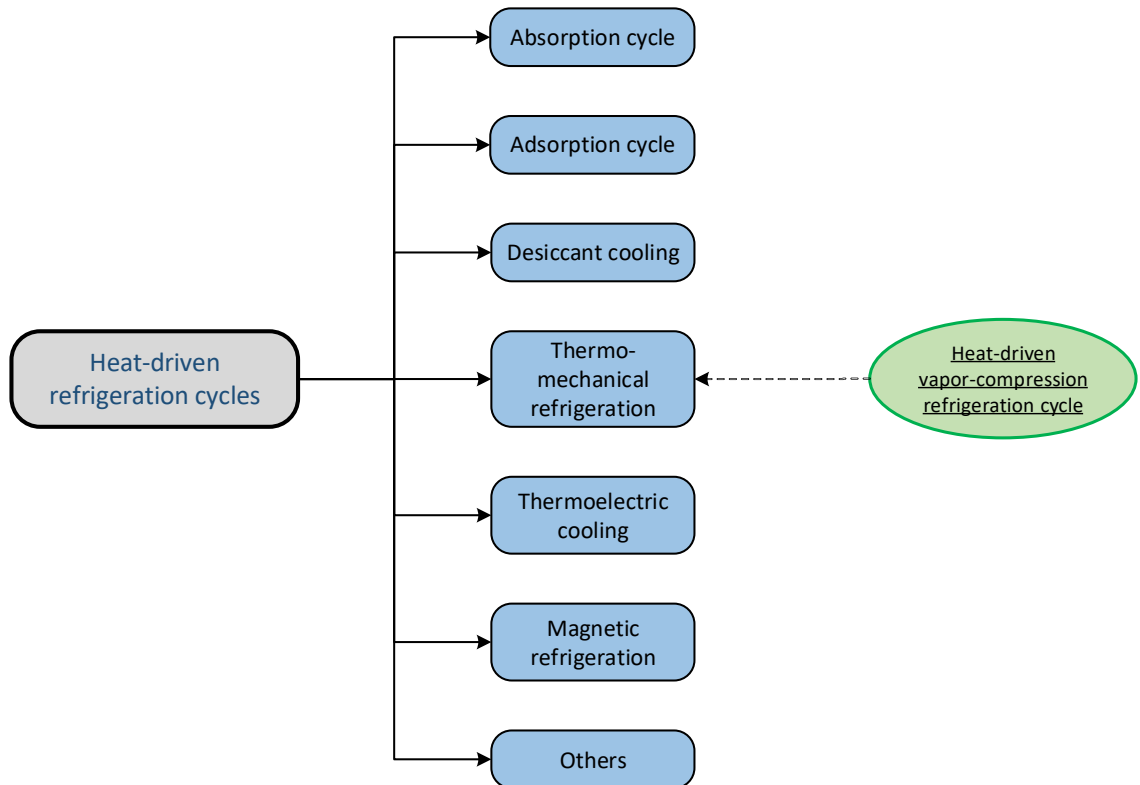 Absorption cycle
Adsorption cycle
Desiccant cooling
Heat-driven
refrigeration cycles
Thermo-
mechanical
refrigeration
Heat-driven
vapor-compression
refrigeration cycle
Thermoelectric
cooling
Magnetic
refrigeration
Others